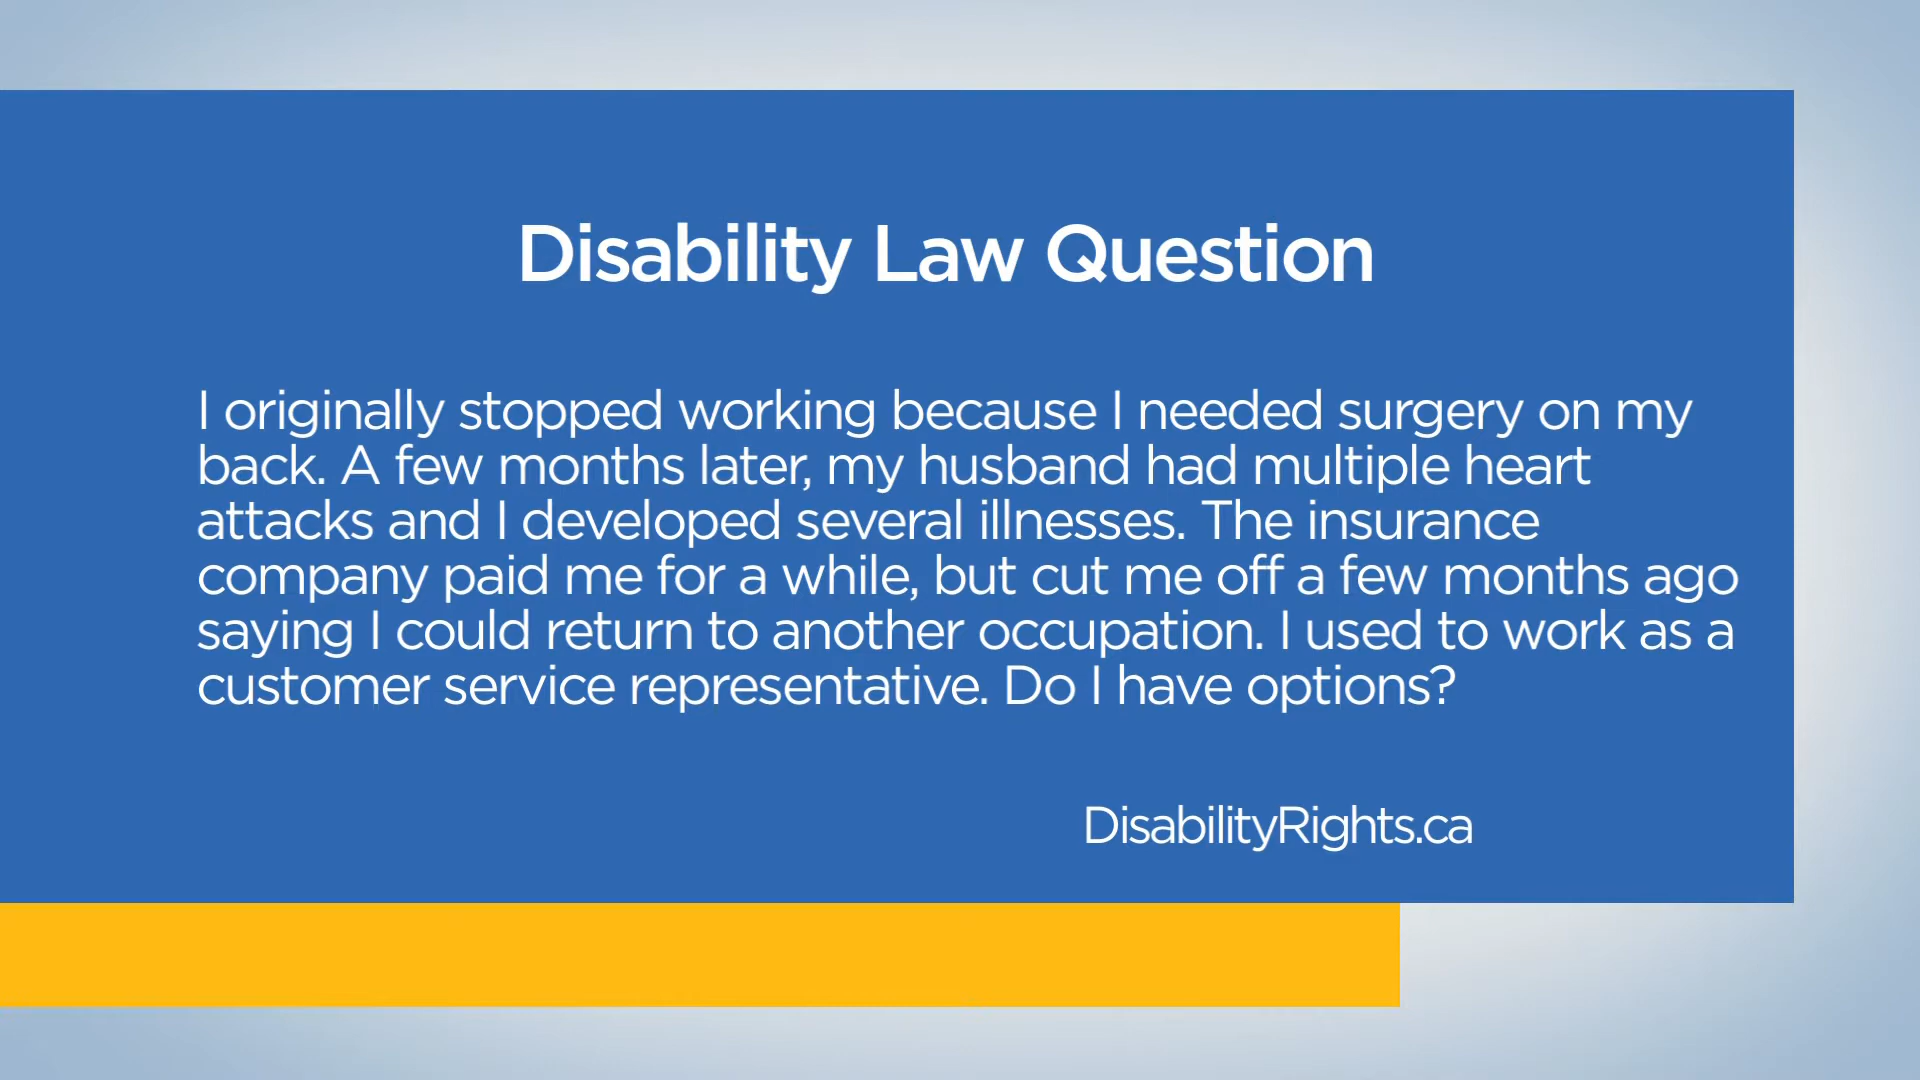 Disability Law Question
I originally stopped working because I needed surgery on my
back. A few months later, my husband had multiple heart
attacks and I developed several illnesses. The insurance
company paid me for a while, but cut me off a few months ago
saying I could return to another occupation. I used to work as a
customer service representative. Do I have options?
DisabilityRights.ca